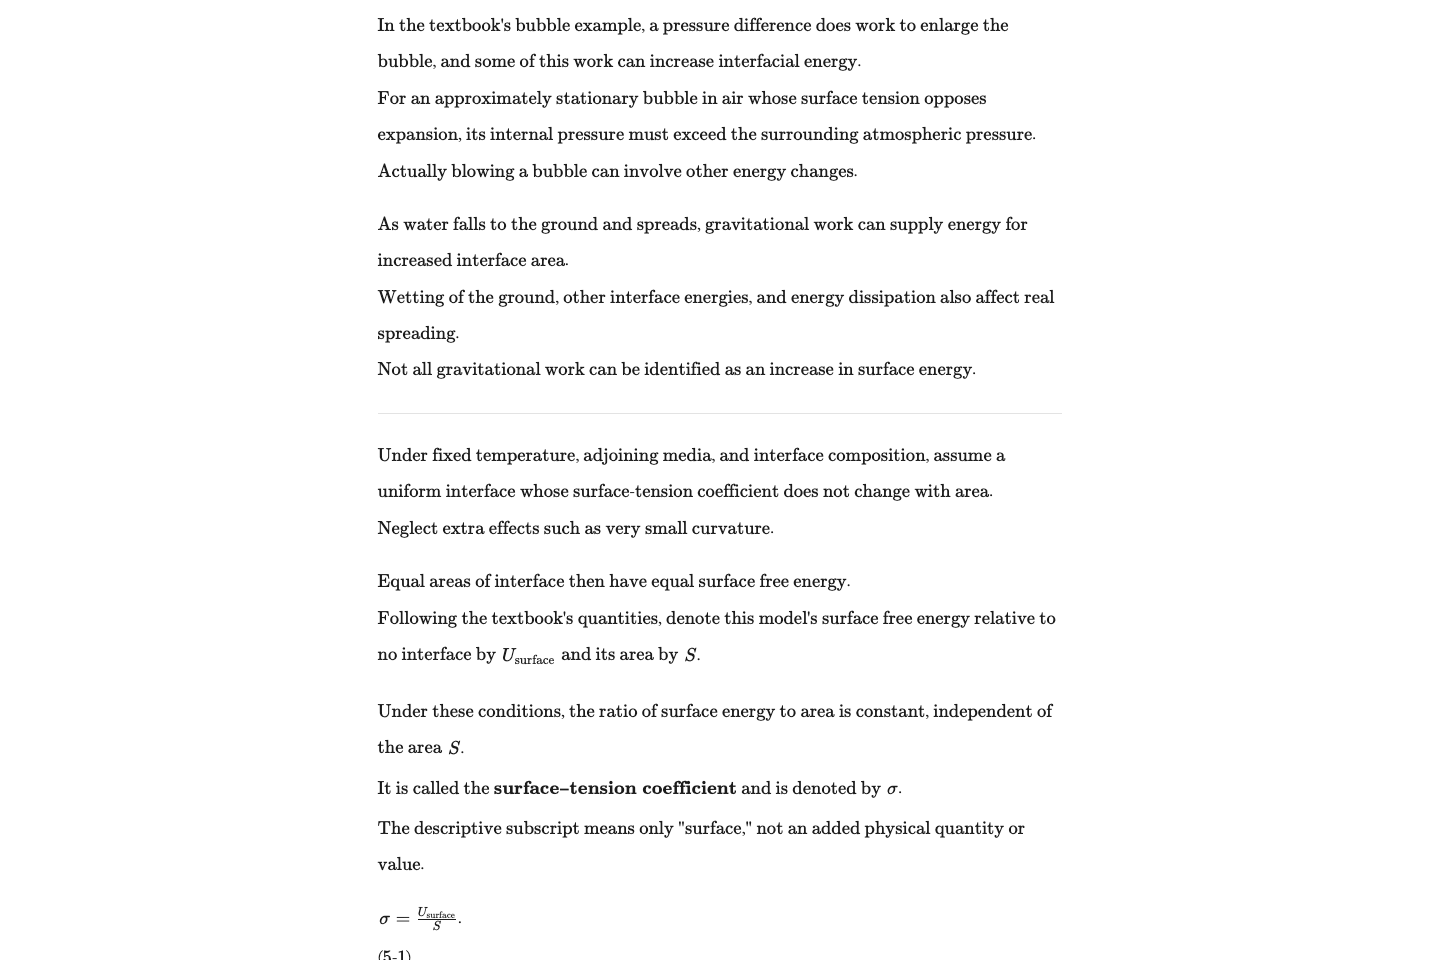 In the textbook's bubble example, a pressure difference does work to enlarge the
bubble, and some of this work can increase interfacial energy.
For an approximately stationary bubble in air whose surface tension opposes
expansion, its internal pressure must exceed the surrounding atmospheric pressure.
Actually blowing a bubble can involve other energy changes.
As water falls to the ground and spreads, gravitational work can supply energy for
increased interface area.
Wetting of the ground, other interface energies, and energy dissipation also affect real
spreading.
Not all gravitational work can be identified as an increase in surface energy.
Under fixed temperature, adjoining media, and interface composition, assume a
uniform interface whose surface-tension coefficient does not change with area.
Neglect extra effects such as very small curvature.
Equal areas of interface then have equal surface free energy.
Following the textbook's quantities, denote this model's surface free energy relative to
no interface by $U_{\text{surface}}$ and its area by $S$.
Under these conditions, the ratio of surface energy to area is constant, independent of
the area $S$.
It is called the surface-tension coefficient and is denoted by $\sigma$.
The descriptive subscript means only "surface," not an added physical quantity or
value.
$\sigma = \frac{U_{\text{surface}}}{S}.$
(5-1)